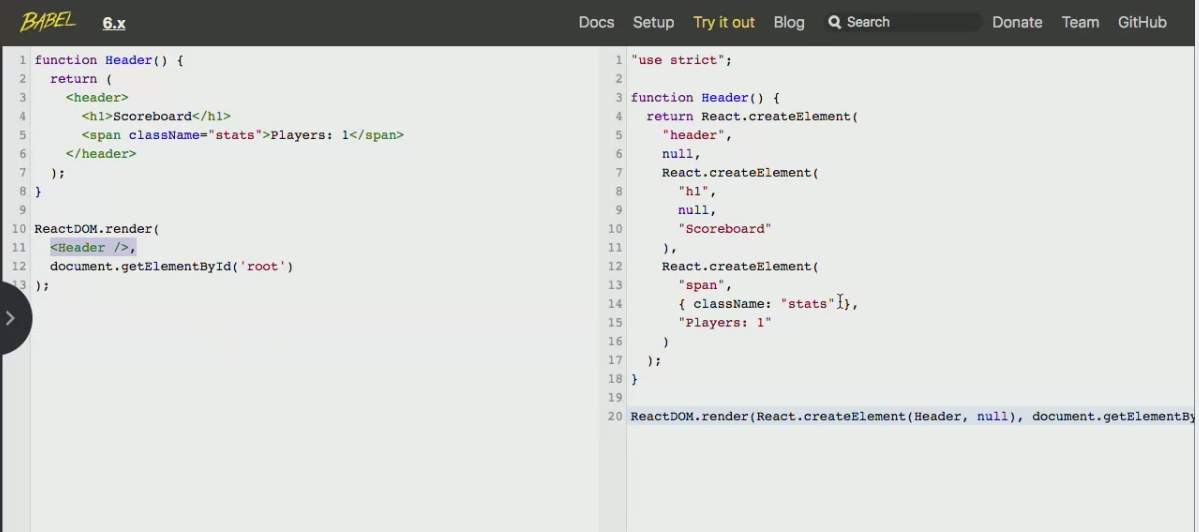 BABEL 6.x Docs Setup Try it out Blog Search Donate Team GitHub
1 function Header() {
2 return (
3 <header>
4 <h1>Scoreboard</h1>
5 <span className="stats">Players: 1</span>
6 </header>
7 );
8 }
9
10 ReactDOM.render(
11 <Header />,
12 document.getElementById('root')
13 );
1 "use strict";
2
3 function Header() {
4 return React.createElement(
5 "header",
6 null,
7 React.createElement(
8 "h1",
9 null,
10 "Scoreboard"
11 ),
12 React.createElement(
13 "span",
14 { className: "stats" },
15 "Players: 1"
16 )
17 );
18 }
19
20 ReactDOM.render(React.createElement(Header, null), document.getElementBy